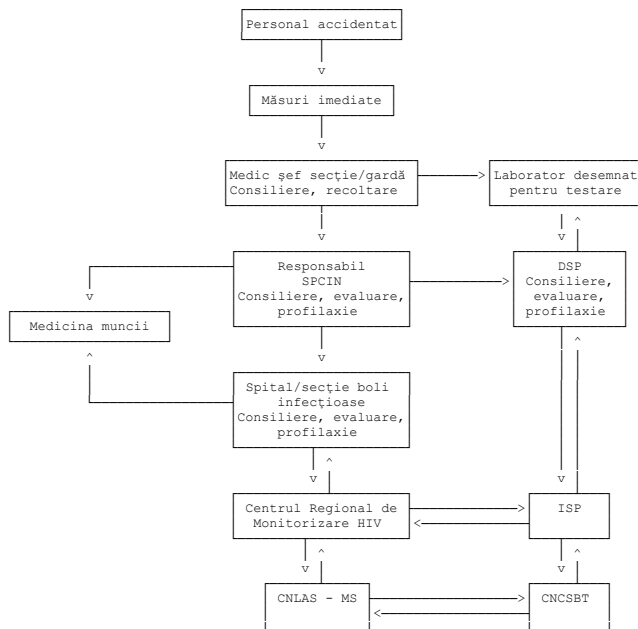 Personal accidentat
Măsuri imediate
Medic şef secţie/gardă
Consiliere, recoltare
Laborator desemnat
pentru testare
Responsabil
SPCIN
Consiliere, evaluare,
profilaxie
DSP
Consiliere,
evaluare,
profilaxie
Medicina muncii
Spital/secţie boli
infecţioase
Consiliere, evaluare,
profilaxie
Centrul Regional de
Monitorizare HIV
ISP
CNLAS - MS
CNCSBT